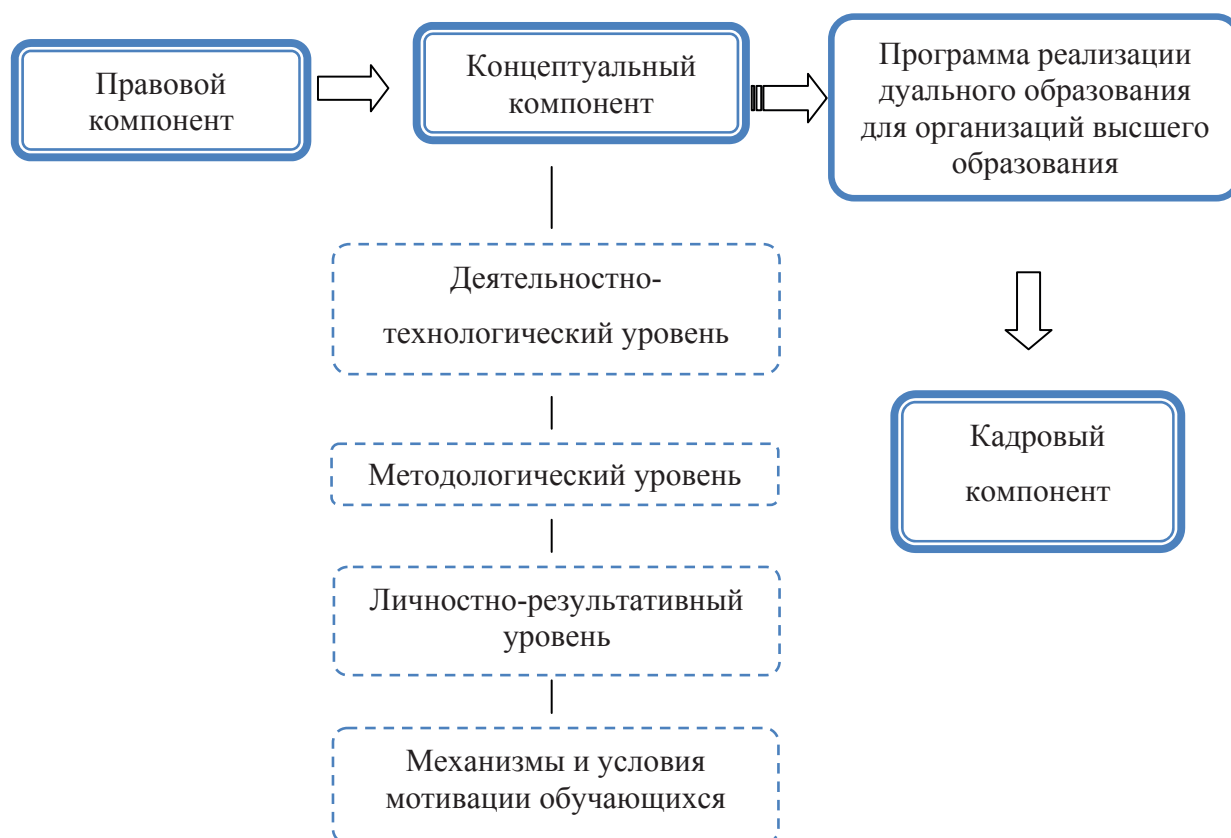 Правовой
компонент
Концептуальный
компонент
Программа реализации
дуального образования
для организаций высшего
образования
Деятельностно-
технологический уровень
Методологический уровень
Личностно-результативный
уровень
Механизмы и условия
мотивации обучающихся
Кадровый
компонент